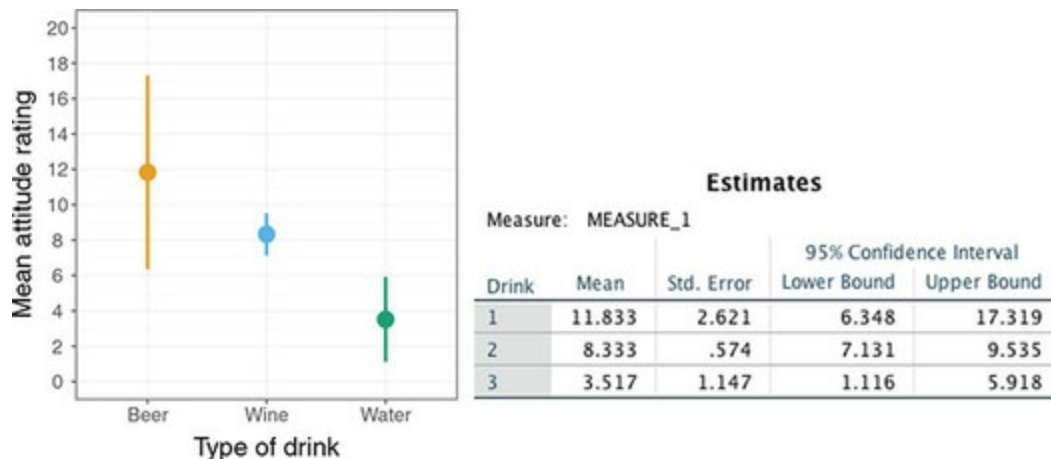 20
18
16
14
12
10
8
6
4
2
0
Mean attitude rating
Beer Wine Water
Type of drink
Estimates
Measure: MEASURE_1
95% Confidence Interval
Drink Mean Std. Error Lower Bound Upper Bound
1 11.833 2.621 6.348 17.319
2 8.333 .574 7.131 9.535
3 3.517 1.147 1.116 5.918